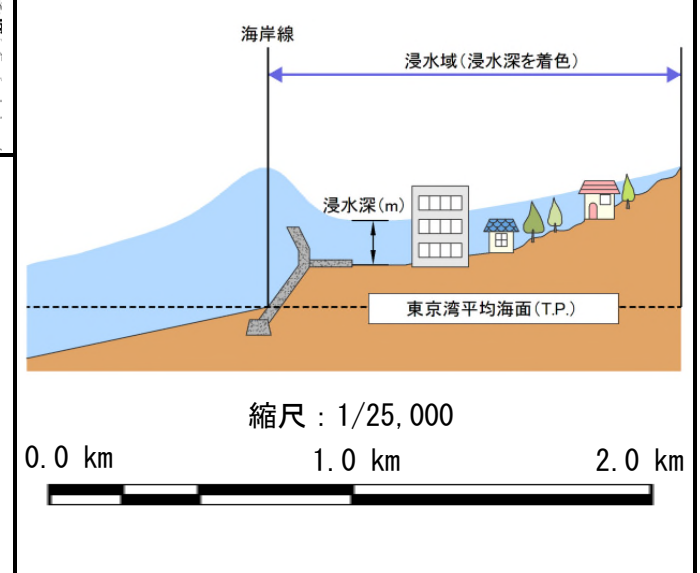 海岸線
浸水域(浸水深を着色)
浸水深(m)
東京湾平均海面(T.P.)
縮尺：1/25,000
0.0 km 1.0 km 2.0 km